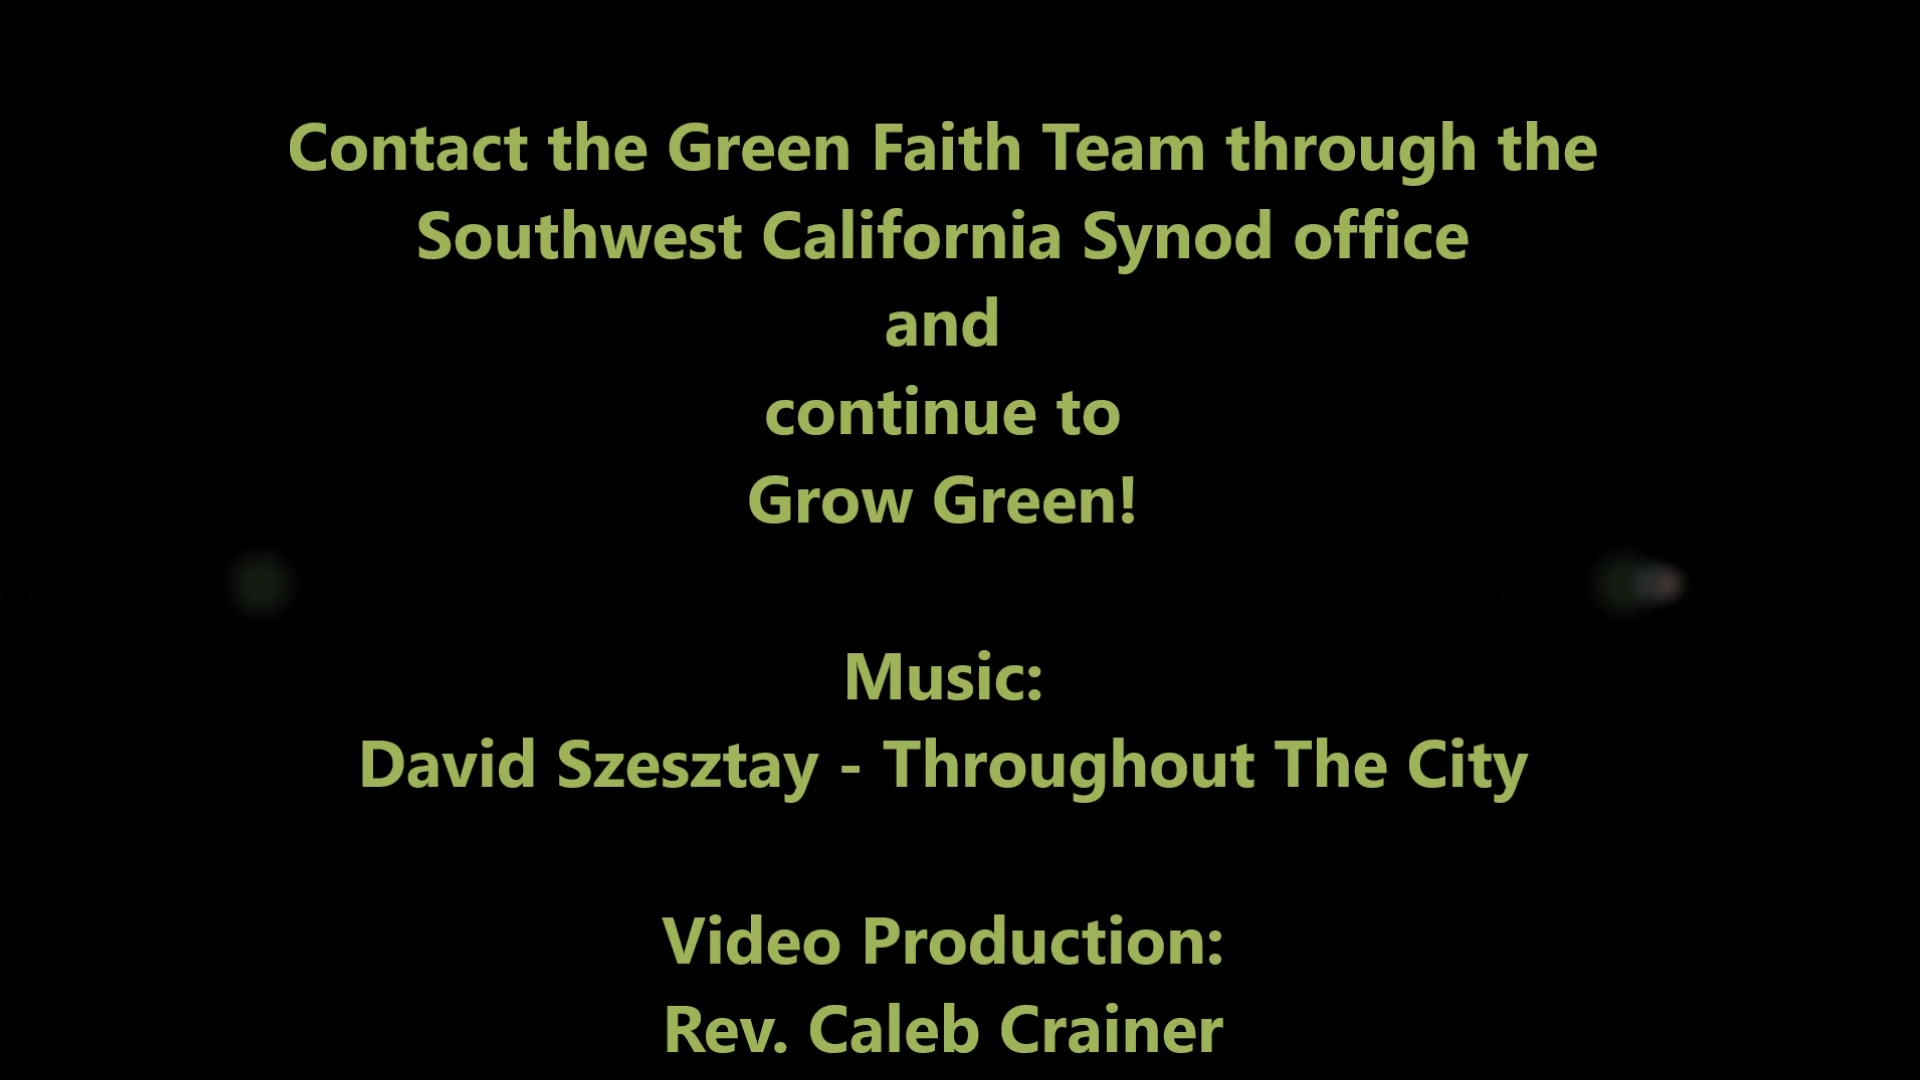 Contact the Green Faith Team through the
Southwest California Synod office
and
continue to
Grow Green!
Music:
David Szesztay - Throughout The City
Video Production:
Rev. Caleb Crainer